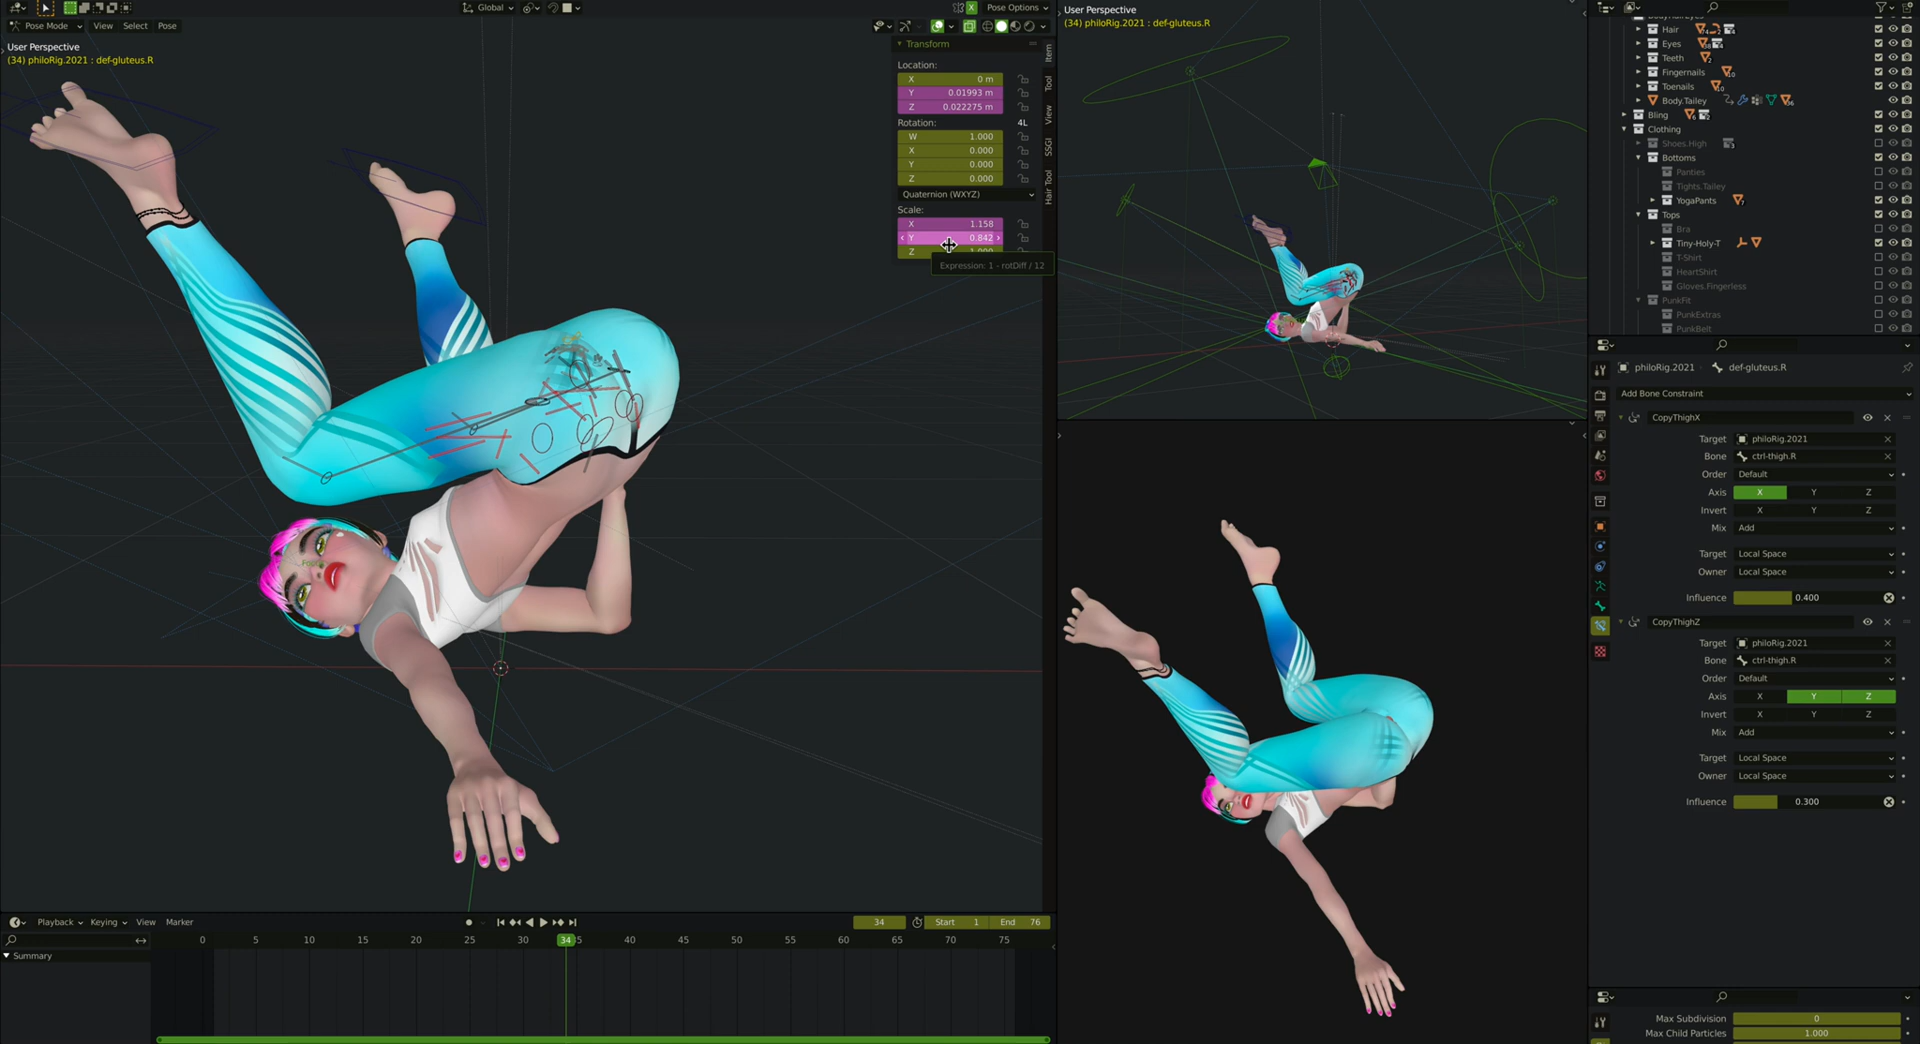 Global
X
Pose Options
Pose Mode
View
Select
Pose
User Perspective
(34) philoRig.2021 : def-gluteus.R
Transform
Location:
X 0 m
Y 0.01993 m
Z 0.022275 m
Rotation:
4L
W 1.000
X 0.000
Y 0.000
Z 0.000
Quaternion (WXYZ)
Scale:
X 1.158
Y 0.842
Z
Expression: 1 - rotDiff / 12
Item
Tool
View
SSGI
Hair Tool
Playback
Keying
View
Marker
34
Start 1
End 76
0 5 10 15 20 25 30 34 35 40 45 50 55 60 65 70 75
Summary
User Perspective
(34) philoRig.2021 : def-gluteus.R
Hair
Eyes
Teeth
Fingernails
Toenails
Body.Tailey
Bling
Clothing
Shoes.High
Bottoms
Panties
Tights.Tailey
YogaPants
Tops
Bra
Tiny-Holy-T
T-Shirt
HeartShirt
Gloves.Fingerless
PunkFit
PunkExtras
PunkBelt
philoRig.2021
def-gluteus.R
Add Bone Constraint
CopyThighX
Target philoRig.2021
Bone ctrl-thigh.R
Order Default
Axis X Y Z
Invert X Y Z
Mix Add
Target Local Space
Owner Local Space
Influence 0.400
CopyThighZ
Target philoRig.2021
Bone ctrl-thigh.R
Order Default
Axis X Y Z
Invert X Y Z
Mix Add
Target Local Space
Owner Local Space
Influence 0.300
Max Subdivision 0
Max Child Particles 1.000